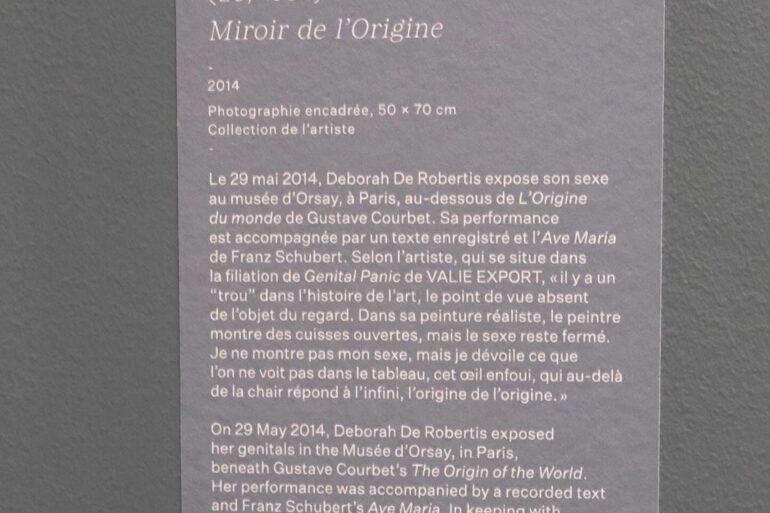 Miroir de l’Origine
-
2014
Photographie encadrée, 50 × 70 cm
Collection de l’artiste
-
Le 29 mai 2014, Deborah De Robertis expose son sexe
au musée d’Orsay, à Paris, au-dessous de L’Origine
du monde de Gustave Courbet. Sa performance
est accompagnée par un texte enregistré et l’Ave Maria
de Franz Schubert. Selon l’artiste, qui se situe dans
la filiation de Genital Panic de VALIE EXPORT, « il y a un
“trou” dans l’histoire de l’art, le point de vue absent
de l’objet du regard. Dans sa peinture réaliste, le peintre
montre des cuisses ouvertes, mais le sexe reste fermé.
Je ne montre pas mon sexe, mais je dévoile ce que
l’on ne voit pas dans le tableau, cet œil enfoui, qui au-delà
de la chair répond à l’infini, l’origine de l’origine. »
On 29 May 2014, Deborah De Robertis exposed
her genitals in the Musée d’Orsay, in Paris,
beneath Gustave Courbet’s The Origin of the World.
Her performance was accompanied by a recorded text
and Franz Schubert’s Ave Maria. In keeping with